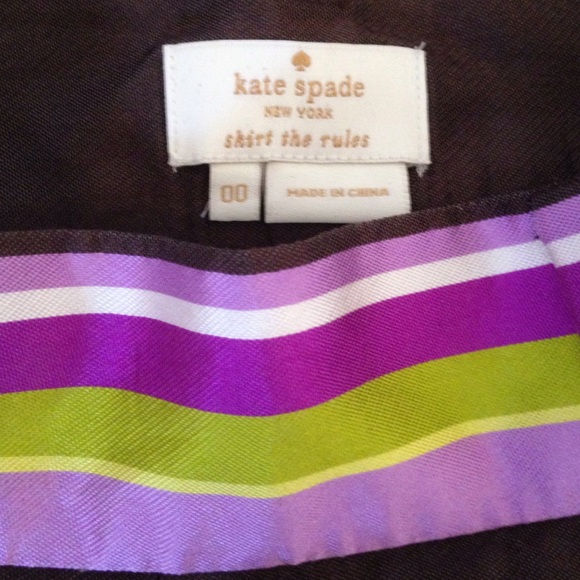 kate spade
NEW YORK
skirt the rules
00
MADE IN CHINA